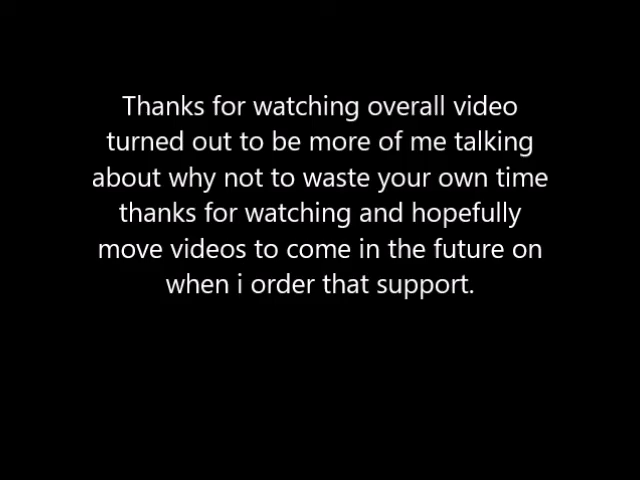 Thanks for watching overall video
turned out to be more of me talking
about why not to waste your own time
thanks for watching and hopefully
move videos to come in the future on
when i order that support.